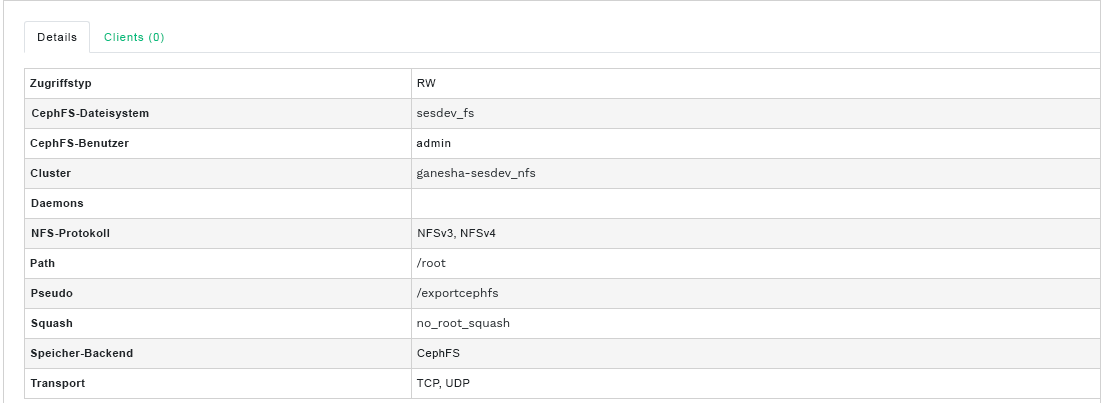 Details Clients (0)
Zugriffstyp RW
CephFS-Dateisystem sesdev_fs
CephFS-Benutzer admin
Cluster ganesha-sesdev_nfs
Daemons
NFS-Protokoll NFSv3, NFSv4
Path /root
Pseudo /exportcephfs
Squash no_root_squash
Speicher-Backend CephFS
Transport TCP, UDP